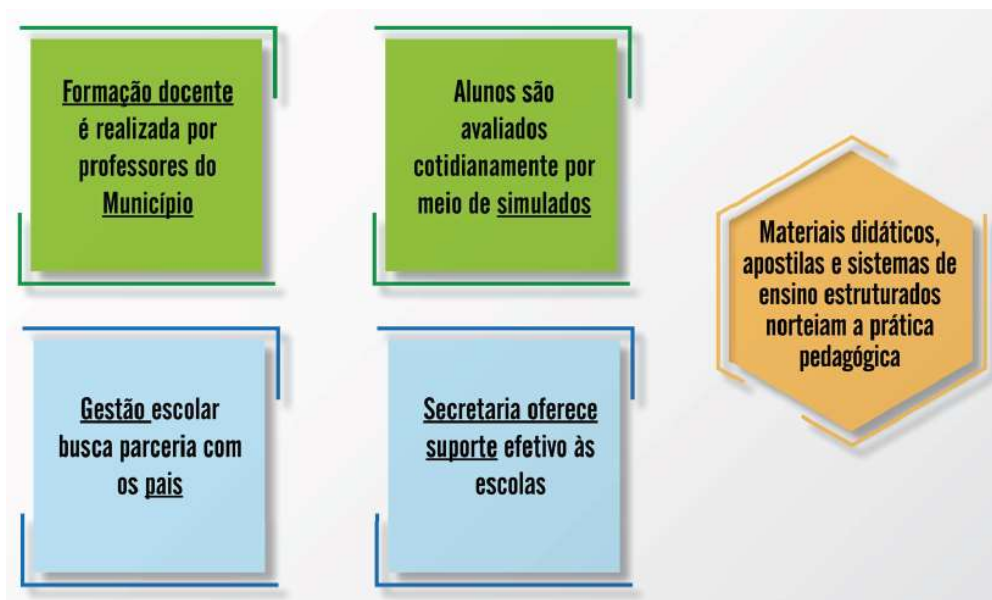 Formação docente
é realizada por
professores do
Município
Alunos são
avaliados
cotidianamente por
meio de simulados
Materiais didáticos,
apostilas e sistemas de
ensino estruturados
norteiam a prática
pedagógica
Gestão escolar
busca parceria com
os pais
Secretaria oferece
suporte efetivo às
escolas